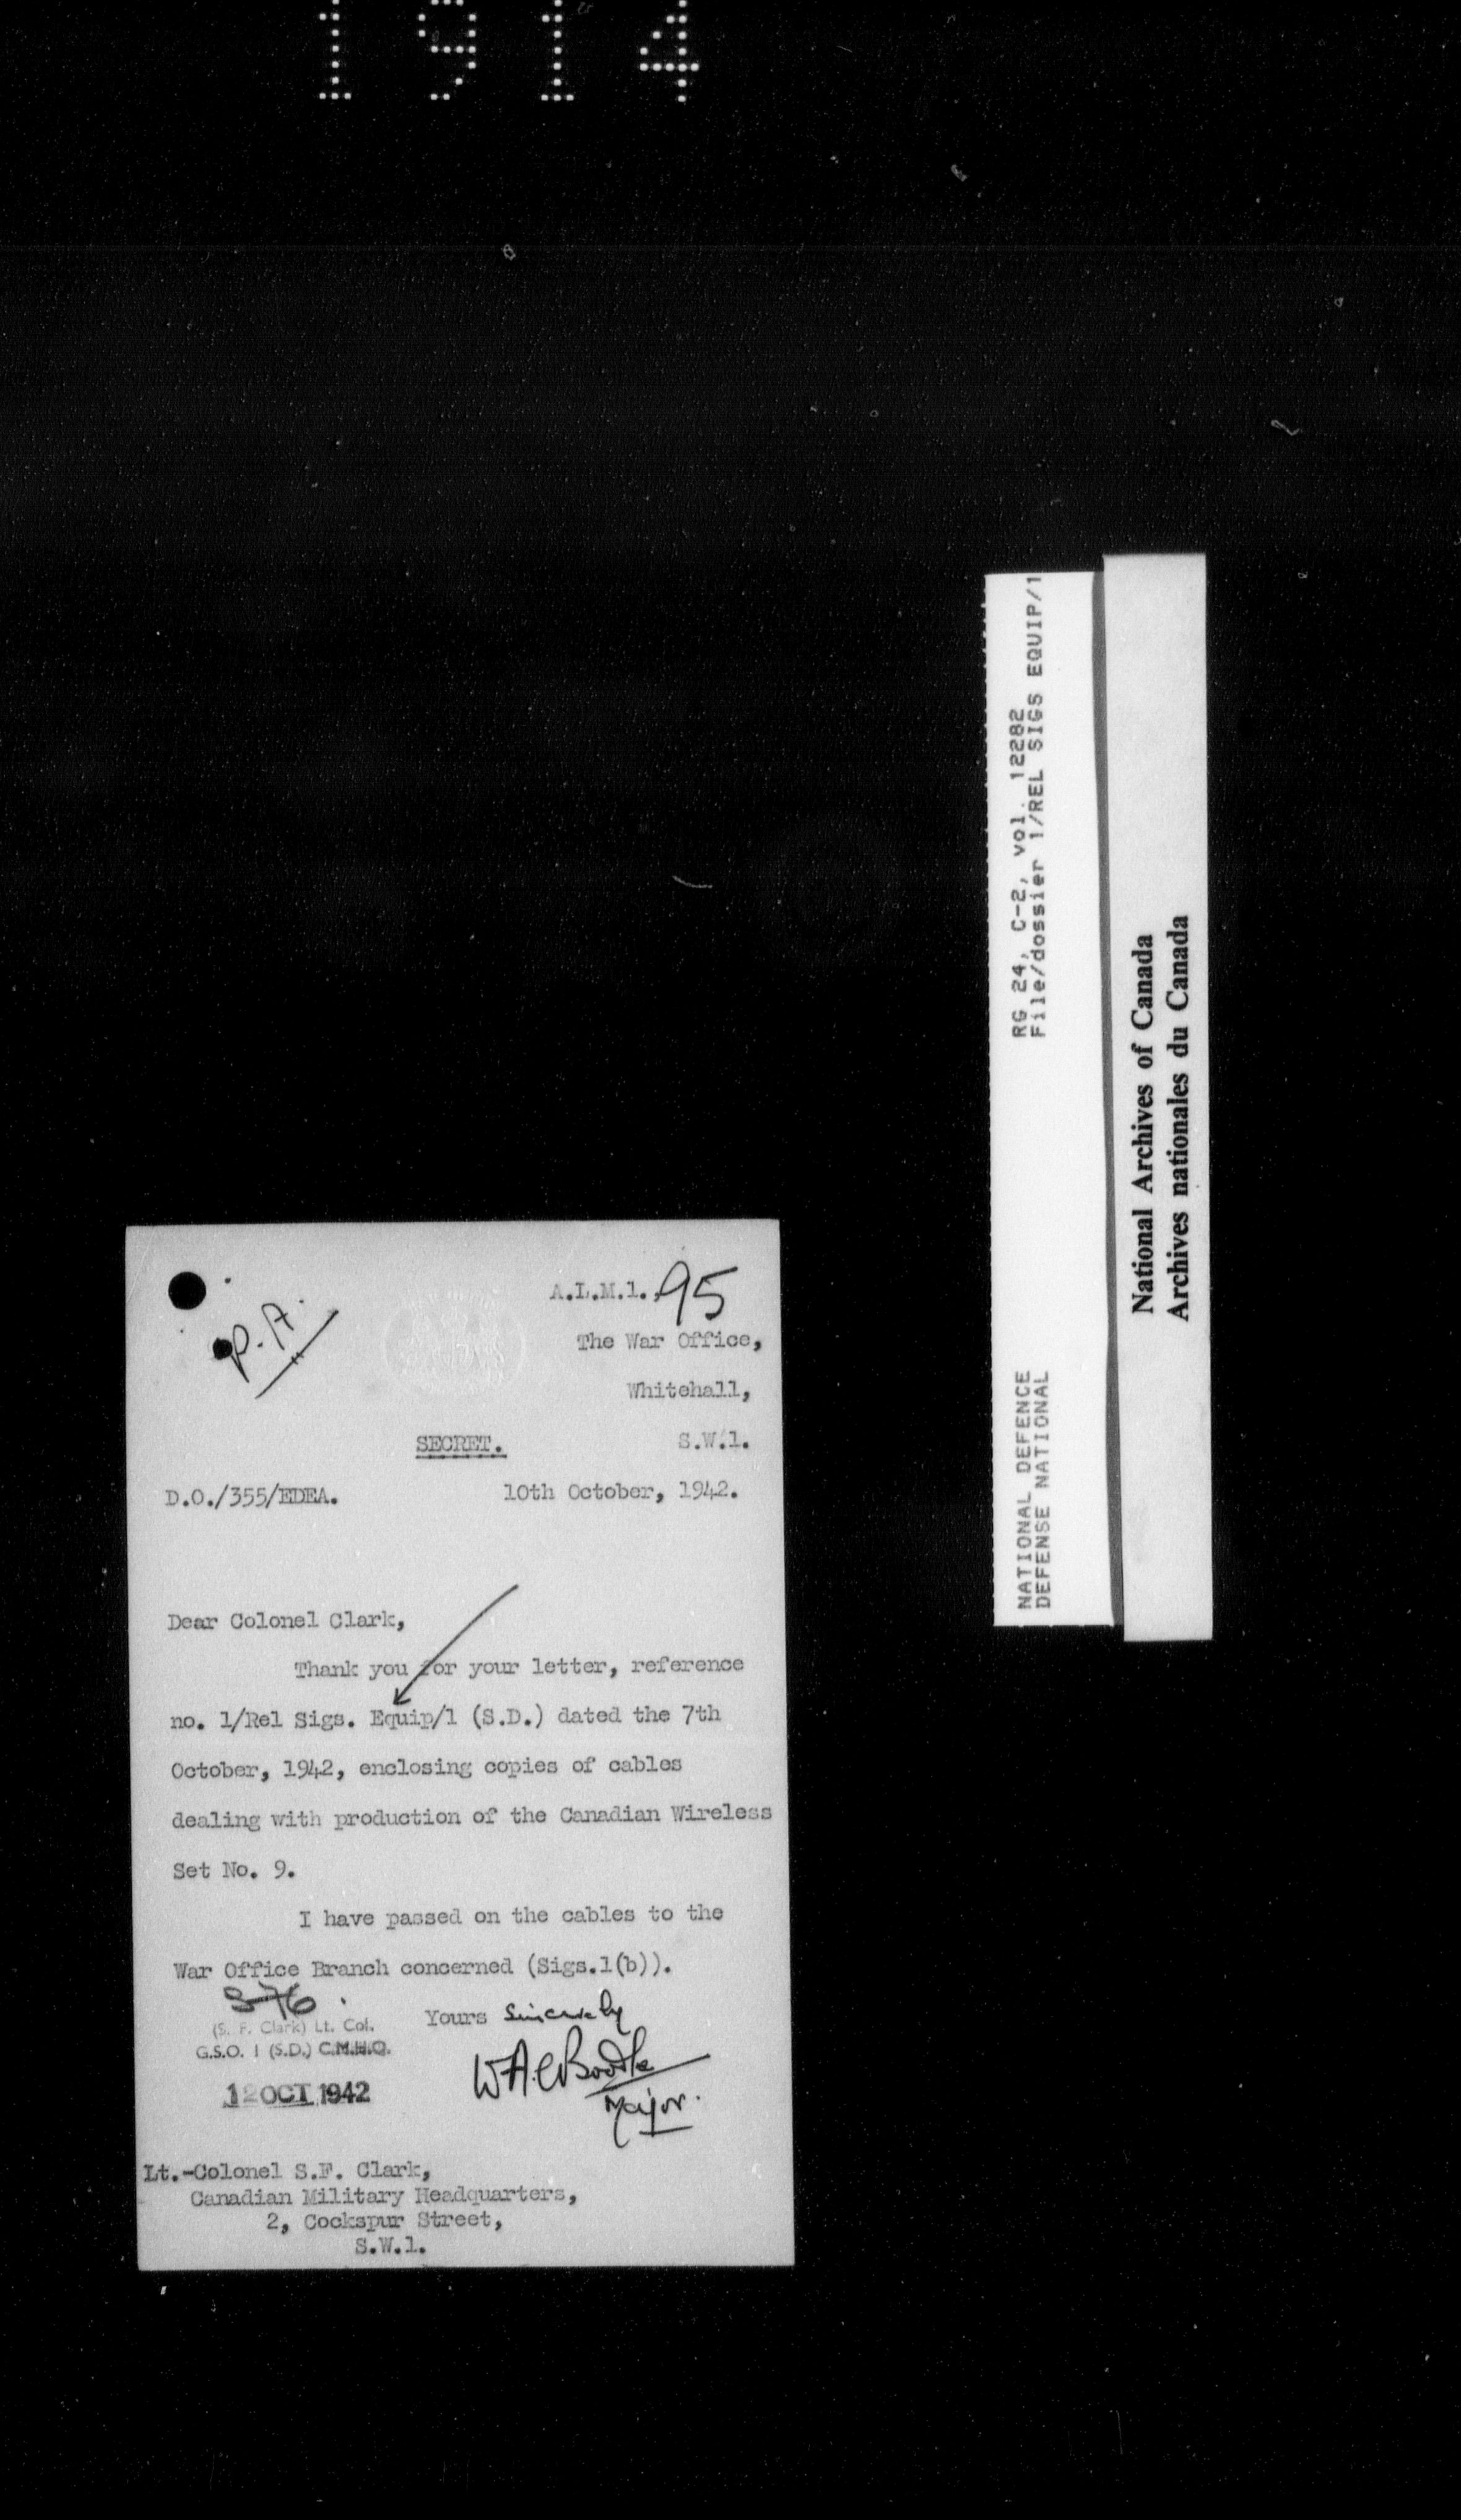 1914
A.L.M.1. 95
P.A.
The War Office,
Whitehall,
SECRET.
S.W.1.
D.O./355/EDEA.
10th October, 1942.
Dear Colonel Clark,
Thank you for your letter, reference
no. 1/Rel Sigs. Equip/1 (S.D.) dated the 7th
October, 1942, enclosing copies of cables
dealing with production of the Canadian Wireless
Set No. 9.
I have passed on the cables to the
War Office Branch concerned (Sigs.1(b)).
Yours Sincerely
(S. F. Clark) Lt. Col.
G.S.O. 1 (S.D.) C.M.H.Q.
12 OCT 1942
Major.
Lt.-Colonel S.F. Clark,
Canadian Military Headquarters,
2, Cockspur Street,
S.W.1.
NATIONAL DEFENCE
DEFENSE NATIONAL
RG 24, C-2, vol. 12282
File/dossier 1/REL SIGS EQUIP/1
National Archives of Canada
Archives nationales du Canada